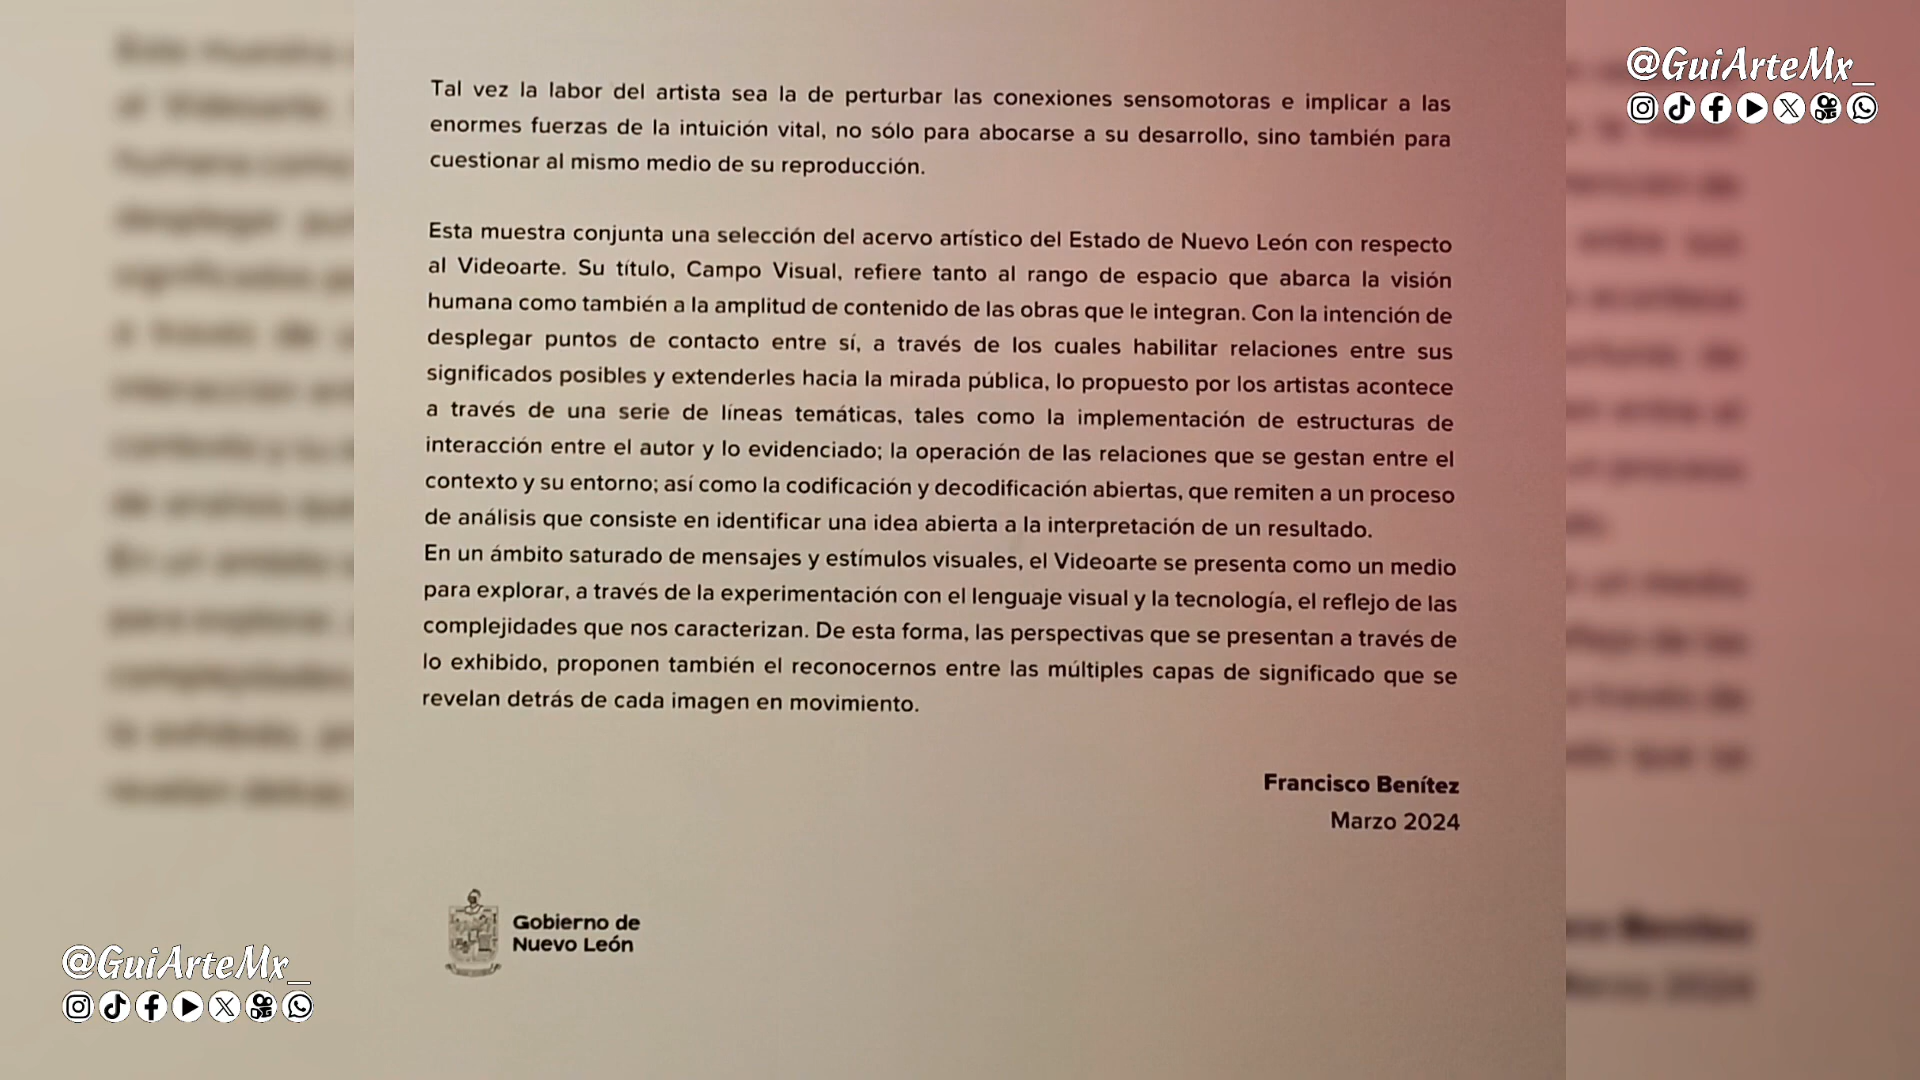 @GuiArteMx_
Tal vez la labor del artista sea la de perturbar las conexiones sensomotoras e implicar a las
enormes fuerzas de la intuición vital, no sólo para abocarse a su desarrollo, sino también para
cuestionar al mismo medio de su reproducción.
Esta muestra conjunta una selección del acervo artístico del Estado de Nuevo León con respecto
al Videoarte. Su título, Campo Visual, refiere tanto al rango de espacio que abarca la visión
humana como también a la amplitud de contenido de las obras que le integran. Con la intención de
desplegar puntos de contacto entre sí, a través de los cuales habilitar relaciones entre sus
significados posibles y extenderles hacia la mirada pública, lo propuesto por los artistas acontece
a través de una serie de líneas temáticas, tales como la implementación de estructuras de
interacción entre el autor y lo evidenciado; la operación de las relaciones que se gestan entre el
contexto y su entorno; así como la codificación y decodificación abiertas, que remiten a un proceso
de análisis que consiste en identificar una idea abierta a la interpretación de un resultado.
En un ámbito saturado de mensajes y estímulos visuales, el Videoarte se presenta como un medio
para explorar, a través de la experimentación con el lenguaje visual y la tecnología, el reflejo de las
complejidades que nos caracterizan. De esta forma, las perspectivas que se presentan a través de
lo exhibido, proponen también el reconocernos entre las múltiples capas de significado que se
revelan detrás de cada imagen en movimiento.
Francisco Benítez
Marzo 2024
Gobierno de
Nuevo León
@GuiArteMx_